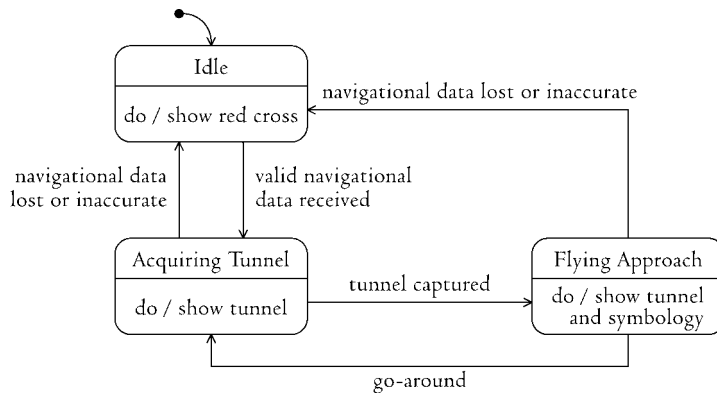 Idle
do / show red cross
navigational data lost or inaccurate
navigational data
lost or inaccurate
valid navigational
data received
Acquiring Tunnel
do / show tunnel
tunnel captured
Flying Approach
do / show tunnel
and symbology
go-around